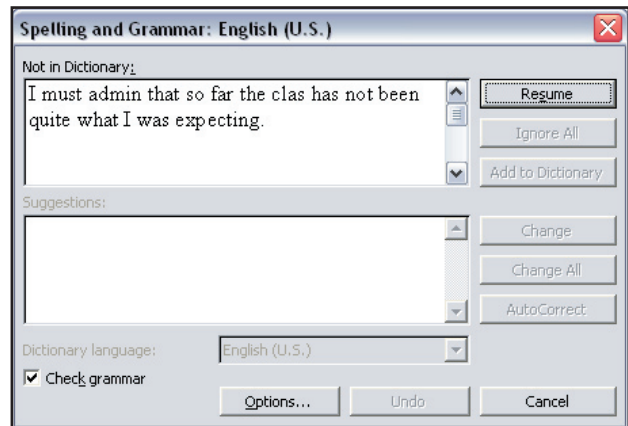 Spelling and Grammar: English (U.S.)
Not in Dictionary:
I must admin that so far the clas has not been
quite what I was expecting.
Resume
Ignore All
Add to Dictionary
Suggestions:
Change
Change All
AutoCorrect
Dictionary language:
English (U.S.)
Check grammar
Options...
Undo
Cancel